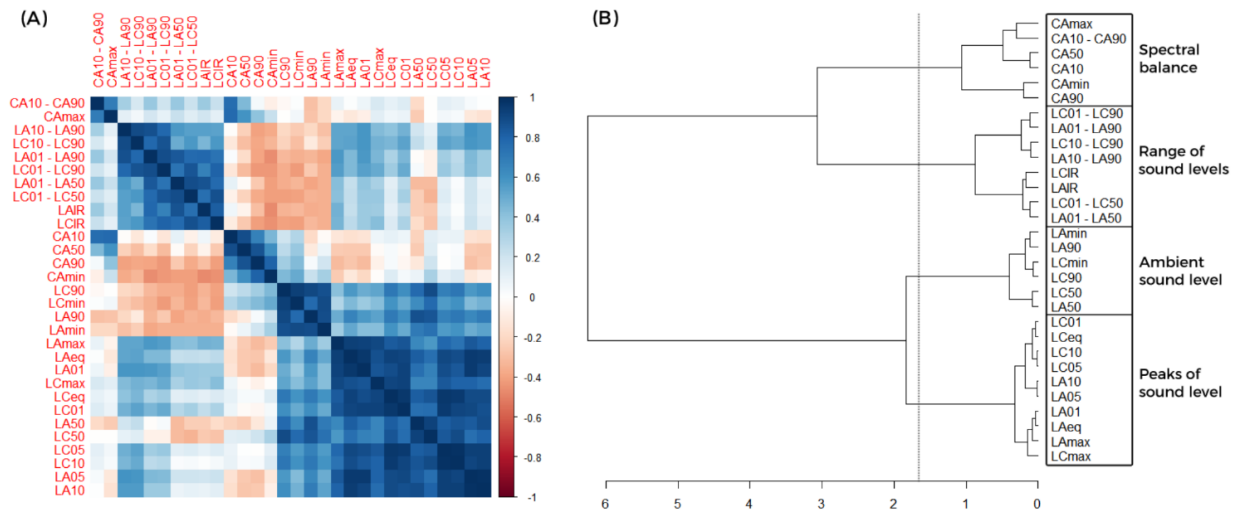 (A)
CA10 - CA90
CAmax
LA10 - LA90
LC10 - LC90
LA01 - LA90
LC01 - LC90
LA01 - LA50
LC01 - LC50
LAIR
LCIR
CA10
CA50
CA90
CAmin
LC90
LCmin
LA90
LAmin
LAmax
LAeq
LA01
LCmax
LCeq
LC01
LA50
LC50
LC05
LC10
LA05
LA10
CA10 - CA90
CAmax
LA10 - LA90
LC10 - LC90
LA01 - LA90
LC01 - LC90
LA01 - LA50
LC01 - LC50
LAIR
LCIR
CA10
CA50
CA90
CAmin
LC90
LCmin
LA90
LAmin
LAmax
LAeq
LA01
LCmax
LCeq
LC01
LA50
LC50
LC05
LC10
LA05
LA10
1
0.8
0.6
0.4
0.2
0
-0.2
-0.4
-0.6
-0.8
-1
(B)
CAmax
CA10 - CA90
CA50
CA10
CAmin
CA90
Spectral
balance
LC01 - LC90
LA01 - LA90
LC10 - LC90
LA10 - LA90
LCIR
LAIR
LC01 - LC50
LA01 - LA50
Range of
sound levels
LAmin
LA90
LCmin
LC90
LC50
LA50
Ambient
sound level
LC01
LCeq
LC10
LC05
LA10
LA05
LA01
LAeq
LAmax
LCmax
Peaks of
sound level
6 5 4 3 2 1 0